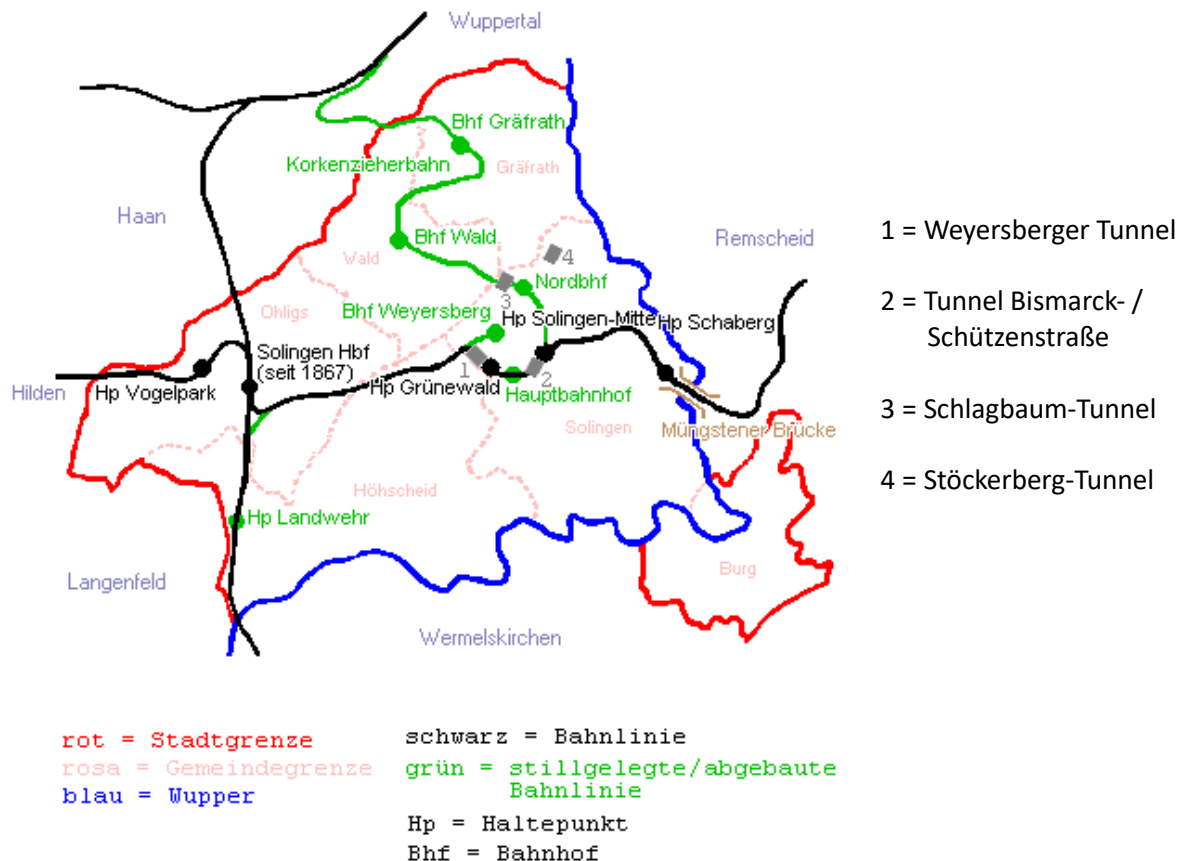 Wuppertal
Bhf Gräfrath
Korkenzieherbahn
Gräfrath
Haan
Bhf Wald
Remscheid
1 = Weyersberger Tunnel
Wald
4
Nordbhf
3
Ohligs
Bhf Weyersberg
Hp Solingen-Mitte
Hp Schaberg
2 = Tunnel Bismarck- /
Schützenstraße
Solingen Hbf
(seit 1867)
1
2
Hilden
Hp Vogelpark
Hp Grünewald
Hauptbahnhof
3 = Schlagbaum-Tunnel
Solingen
Müngstener Brücke
4 = Stöckerberg-Tunnel
Höhscheid
Hp Landwehr
Langenfeld
Burg
Wermelskirchen
rot = Stadtgrenze
rosa = Gemeindegrenze
blau = Wupper
schwarz = Bahnlinie
grün = stillgelegte/abgebaute
Bahnlinie
Hp = Haltepunkt
Bhf = Bahnhof